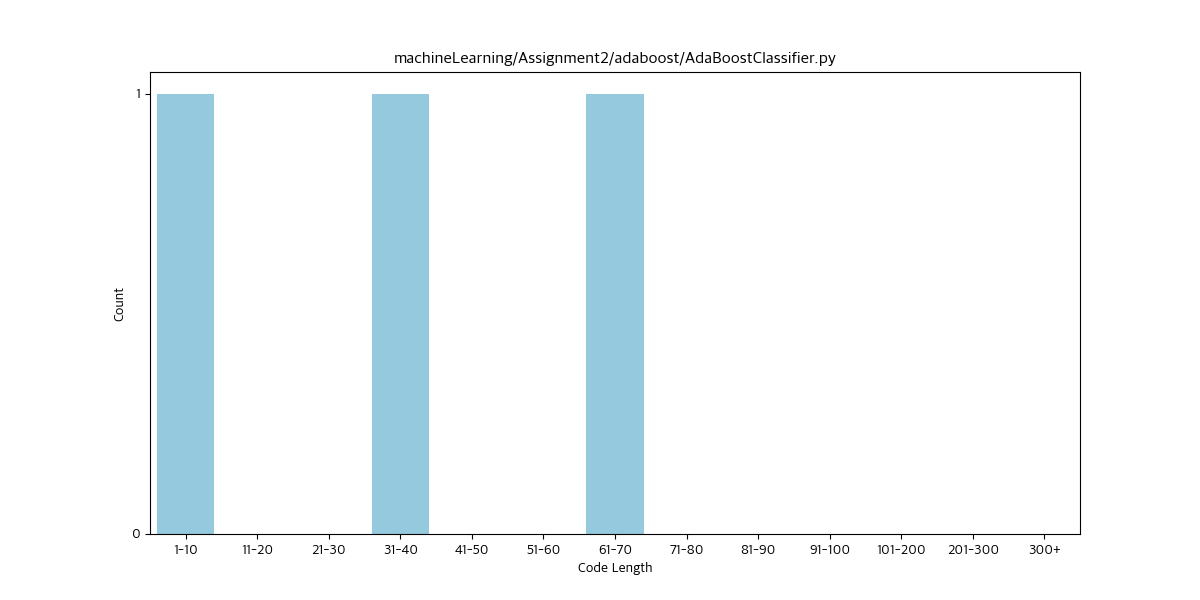 machineLearning/Assignment2/adaboost/AdaBoostClassifier.py
1
Count
0
1-10 11-20 21-30 31-40 41-50 51-60 61-70 71-80 81-90 91-100 101-200 201-300 300+
Code Length